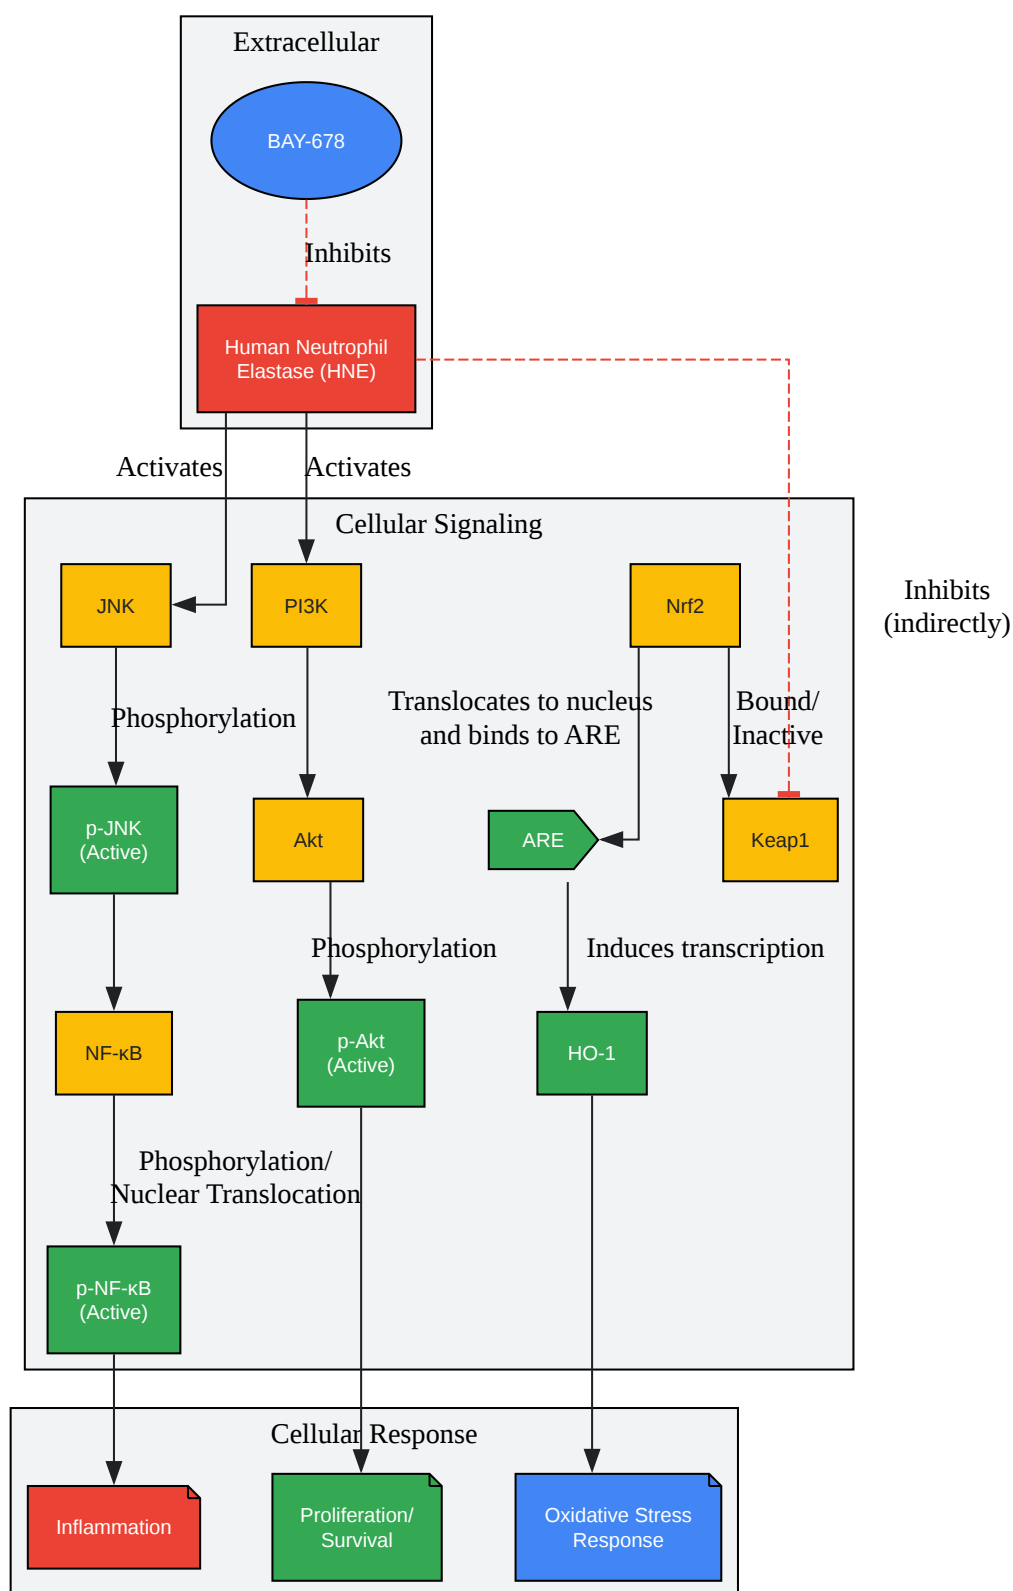 Extracellular
BAY-678
Inhibits
Human Neutrophil
Elastase (HNE)
Activates
Activates
Cellular Signaling
JNK
PI3K
Nrf2
Inhibits
(indirectly)
Phosphorylation
Translocates to nucleus
and binds to ARE
Bound/
Inactive
p-JNK
(Active)
Akt
ARE
Keap1
Phosphorylation
Induces transcription
NF-κB
p-Akt
(Active)
HO-1
Phosphorylation/
Nuclear Translocation
p-NF-κB
(Active)
Cellular Response
Inflammation
Proliferation/
Survival
Oxidative Stress
Response